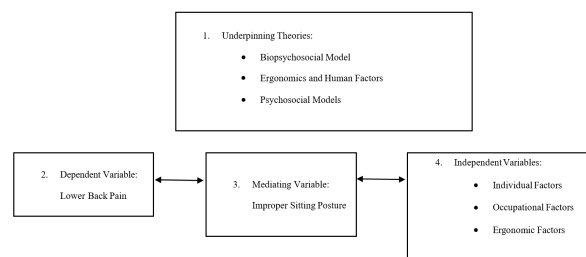 1. Underpinning Theories:
• Biopsychosocial Model
• Ergonomics and Human Factors
• Psychosocial Models
2. Dependent Variable:
Lower Back Pain
3. Mediating Variable:
Improper Sitting Posture
4. Independent Variables:
• Individual Factors
• Occupational Factors
• Ergonomic Factors